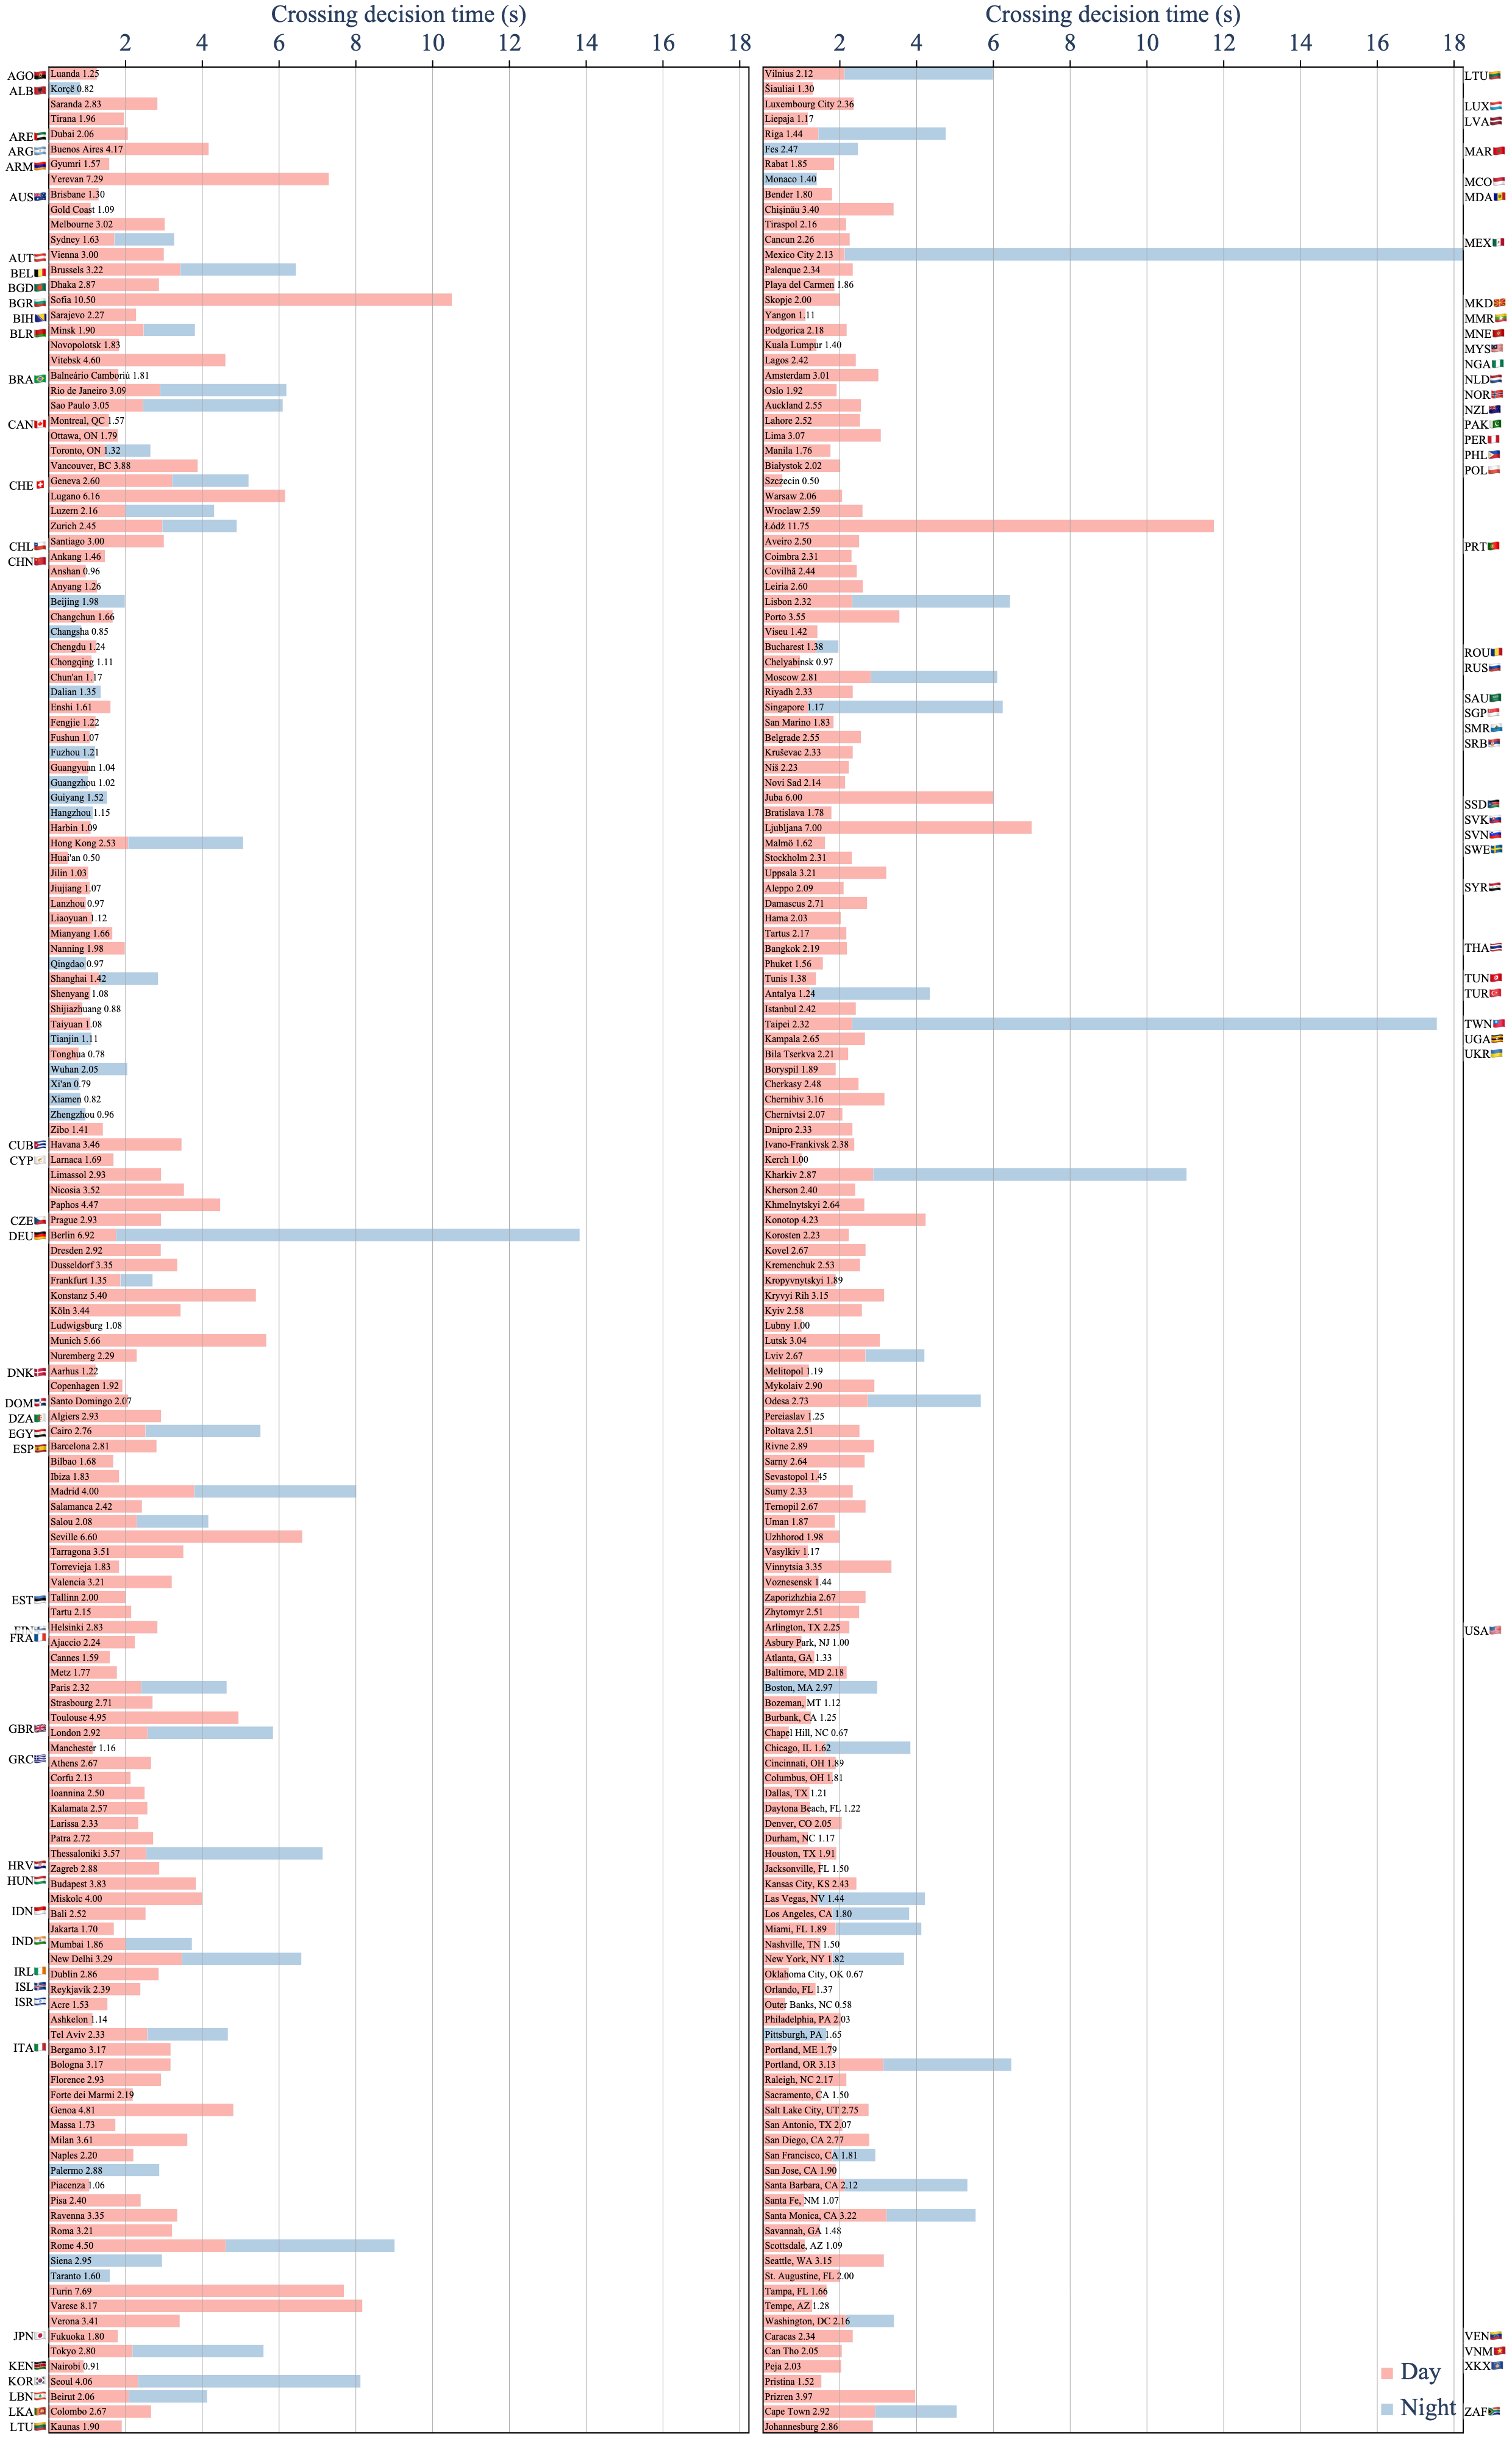 Crossing decision time (s)
2 4 6 8 10 12 14 16 18
AGO Luanda 1.25
ALB Korçë 0.82
Saranda 2.83
Tirana 1.96
ARE Dubai 2.06
ARG Buenos Aires 4.17
ARM Gyumri 1.57
Yerevan 7.29
AUS Brisbane 1.30
Gold Coast 1.09
Melbourne 3.02
Sydney 1.63
AUT Vienna 3.00
BEL Brussels 3.22
BGD Dhaka 2.87
BGR Sofia 10.50
BIH Sarajevo 2.27
BLR Minsk 1.90
Novopolotsk 1.83
Vitebsk 4.60
BRA Balneário Camboriú 1.81
Rio de Janeiro 3.09
Sao Paulo 3.05
CAN Montreal, QC 1.57
Ottawa, ON 1.79
Toronto, ON 1.32
Vancouver, BC 3.88
CHE Geneva 2.60
Lugano 6.16
Luzern 2.16
Zurich 2.45
CHL Santiago 3.00
CHN Ankang 1.46
Anshan 0.96
Anyang 1.26
Beijing 1.98
Changchun 1.66
Changsha 0.85
Chengdu 1.24
Chongqing 1.11
Chun'an 1.17
Dalian 1.35
Enshi 1.61
Fengjie 1.22
Fushun 1.07
Fuzhou 1.21
Guangyuan 1.04
Guangzhou 1.02
Guiyang 1.52
Hangzhou 1.15
Harbin 1.09
Hong Kong 2.53
Huai'an 0.50
Jilin 1.03
Jiujiang 1.07
Lanzhou 0.97
Liaoyuan 1.12
Mianyang 1.66
Nanning 1.98
Qingdao 0.97
Shanghai 1.42
Shenyang 1.08
Shijiazhuang 0.88
Taiyuan 1.08
Tianjin 1.11
Tonghua 0.78
Wuhan 2.05
Xi'an 0.79
Xiamen 0.82
Zhengzhou 0.96
Zibo 1.41
CUB Havana 3.46
CYP Larnaca 1.69
Limassol 2.93
Nicosia 3.52
Paphos 4.47
CZE Prague 2.93
DEU Berlin 6.92
Dresden 2.92
Dusseldorf 3.35
Frankfurt 1.35
Konstanz 5.40
Köln 3.44
Ludwigsburg 1.08
Munich 5.66
Nuremberg 2.29
DNK Aarhus 1.22
Copenhagen 1.92
DOM Santo Domingo 2.07
DZA Algiers 2.93
EGY Cairo 2.76
ESP Barcelona 2.81
Bilbao 1.68
Ibiza 1.83
Madrid 4.00
Salamanca 2.42
Salou 2.08
Seville 6.60
Tarragona 3.51
Torrevieja 1.83
Valencia 3.21
EST Tallinn 2.00
Tartu 2.15
FIN Helsinki 2.83
FRA Ajaccio 2.24
Cannes 1.59
Metz 1.77
Paris 2.32
Strasbourg 2.71
Toulouse 4.95
GBR London 2.92
Manchester 1.16
GRC Athens 2.67
Corfu 2.13
Ioannina 2.50
Kalamata 2.57
Larissa 2.33
Patra 2.72
Thessaloniki 3.57
HRV Zagreb 2.88
HUN Budapest 3.83
Miskolc 4.00
IDN Bali 2.52
Jakarta 1.70
IND Mumbai 1.86
New Delhi 3.29
IRL Dublin 2.86
ISL Reykjavík 2.39
ISR Acre 1.53
Ashkelon 1.14
Tel Aviv 2.33
ITA Bergamo 3.17
Bologna 3.17
Florence 2.93
Forte dei Marmi 2.19
Genoa 4.81
Massa 1.73
Milan 3.61
Naples 2.20
Palermo 2.88
Piacenza 1.06
Pisa 2.40
Ravenna 3.35
Roma 3.21
Rome 4.50
Siena 2.95
Taranto 1.60
Turin 7.69
Varese 8.17
Verona 3.41
JPN Fukuoka 1.80
Tokyo 2.80
KEN Nairobi 0.91
KOR Seoul 4.06
LBN Beirut 2.06
LKA Colombo 2.67
LTU Kaunas 1.90
Crossing decision time (s)
2 4 6 8 10 12 14 16 18
Vilnius 2.12 LTU
Šiauliai 1.30
Luxembourg City 2.36 LUX
Liepaja 1.17 LVA
Riga 1.44
Fes 2.47 MAR
Rabat 1.85
Monaco 1.40 MCO
Bender 1.80 MDA
Chișinău 3.40
Tiraspol 2.16
Cancun 2.26 MEX
Mexico City 2.13
Palenque 2.34
Playa del Carmen 1.86
Skopje 2.00 MKD
Yangon 1.11 MMR
Podgorica 2.18 MNE
Kuala Lumpur 1.40 MYS
Lagos 2.42 NGA
Amsterdam 3.01 NLD
Oslo 1.92 NOR
Auckland 2.55 NZL
Lahore 2.52 PAK
Lima 3.07 PER
Manila 1.76 PHL
Białystok 2.02 POL
Szczecin 0.50
Warsaw 2.06
Wroclaw 2.59
Łódź 11.75
Aveiro 2.50 PRT
Coimbra 2.31
Covilhã 2.44
Leiria 2.60
Lisbon 2.32
Porto 3.55
Viseu 1.42
Bucharest 1.38 ROU
Chelyabinsk 0.97 RUS
Moscow 2.81
Riyadh 2.33 SAU
Singapore 1.17 SGP
San Marino 1.83 SMR
Belgrade 2.55 SRB
Kruševac 2.33
Niš 2.23
Novi Sad 2.14
Juba 6.00 SSD
Bratislava 1.78 SVK
Ljubljana 7.00 SVN
Malmö 1.62 SWE
Stockholm 2.31
Uppsala 3.21
Aleppo 2.09 SYR
Damascus 2.71
Hama 2.03
Tartus 2.17
Bangkok 2.19 THA
Phuket 1.56
Tunis 1.38 TUN
Antalya 1.24 TUR
Istanbul 2.42
Taipei 2.32 TWN
Kampala 2.65 UGA
Bila Tserkva 2.21 UKR
Boryspil 1.89
Cherkasy 2.48
Chernihiv 3.16
Chernivtsi 2.07
Dnipro 2.33
Ivano-Frankivsk 2.38
Kerch 1.00
Kharkiv 2.87
Kherson 2.40
Khmelnytskyi 2.64
Konotop 4.23
Korosten 2.23
Kovel 2.67
Kremenchuk 2.53
Kropyvnytskyi 1.89
Kryvyi Rih 3.15
Kyiv 2.58
Lubny 1.00
Lutsk 3.04
Lviv 2.67
Melitopol 1.19
Mykolaiv 2.90
Odesa 2.73
Pereiaslav 1.25
Poltava 2.51
Rivne 2.89
Sarny 2.64
Sevastopol 1.45
Sumy 2.33
Ternopil 2.67
Uman 1.87
Uzhhorod 1.98
Vasylkiv 1.17
Vinnytsia 3.35
Voznesensk 1.44
Zaporizhzhia 2.67
Zhytomyr 2.51
Arlington, TX 2.25 USA
Asbury Park, NJ 1.00
Atlanta, GA 1.33
Baltimore, MD 2.18
Boston, MA 2.97
Bozeman, MT 1.12
Burbank, CA 1.25
Chapel Hill, NC 0.67
Chicago, IL 1.62
Cincinnati, OH 1.89
Columbus, OH 1.81
Dallas, TX 1.21
Daytona Beach, FL 1.22
Denver, CO 2.05
Durham, NC 1.17
Houston, TX 1.91
Jacksonville, FL 1.50
Kansas City, KS 2.43
Las Vegas, NV 1.44
Los Angeles, CA 1.80
Miami, FL 1.89
Nashville, TN 1.50
New York, NY 1.82
Oklahoma City, OK 0.67
Orlando, FL 1.37
Outer Banks, NC 0.58
Philadelphia, PA 2.03
Pittsburgh, PA 1.65
Portland, ME 1.79
Portland, OR 3.13
Raleigh, NC 2.17
Sacramento, CA 1.50
Salt Lake City, UT 2.75
San Antonio, TX 2.07
San Diego, CA 2.77
San Francisco, CA 1.81
San Jose, CA 1.90
Santa Barbara, CA 2.12
Santa Fe, NM 1.07
Santa Monica, CA 3.22
Savannah, GA 1.48
Scottsdale, AZ 1.09
Seattle, WA 3.15
St. Augustine, FL 2.00
Tampa, FL 1.66
Tempe, AZ 1.28
Washington, DC 2.16
Caracas 2.34 VEN
Can Tho 2.05 VNM
Peja 2.03 XKX
Pristina 1.52
Prizren 3.97
Cape Town 2.92 ZAF
Johannesburg 2.86
Day
Night